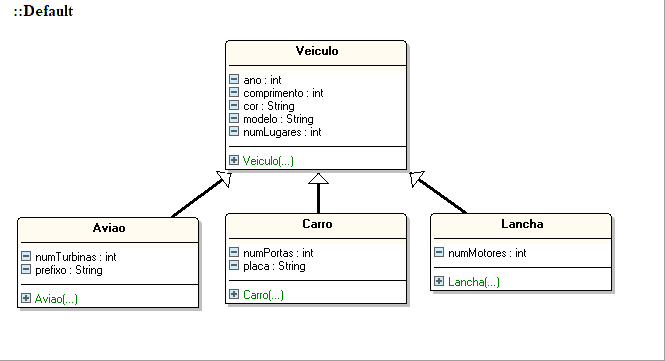 ::Default
Veiculo
ano : int
comprimento : int
cor : String
modelo : String
numLugares : int
Veiculo(...)
Aviao
numTurbinas : int
prefixo : String
Aviao(...)
Carro
numPortas : int
placa : String
Carro(...)
Lancha
numMotores : int
Lancha(...)